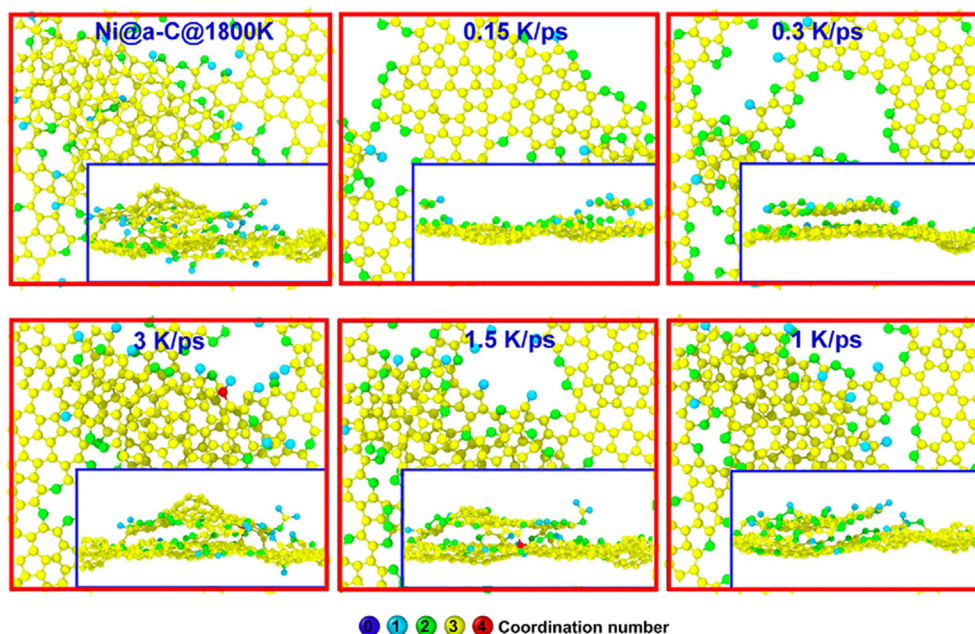 Ni@a-C@1800K
0.15 K/ps
0.3 K/ps
3 K/ps
1.5 K/ps
1 K/ps
0 1 2 3 4 Coordination number